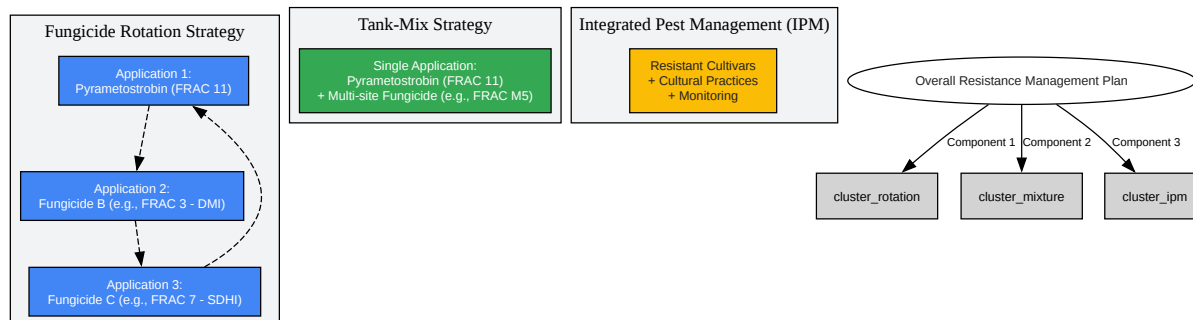 Fungicide Rotation Strategy
Application 1:
Pyrametostrobin (FRAC 11)
Application 2:
Fungicide B (e.g., FRAC 3 - DMI)
Application 3:
Fungicide C (e.g., FRAC 7 - SDHI)
Tank-Mix Strategy
Single Application:
Pyrametostrobin (FRAC 11)
+ Multi-site Fungicide (e.g., FRAC M5)
Integrated Pest Management (IPM)
Resistant Cultivars
+ Cultural Practices
+ Monitoring
Overall Resistance Management Plan
Component 1
Component 2
Component 3
cluster_rotation
cluster_mixture
cluster_ipm